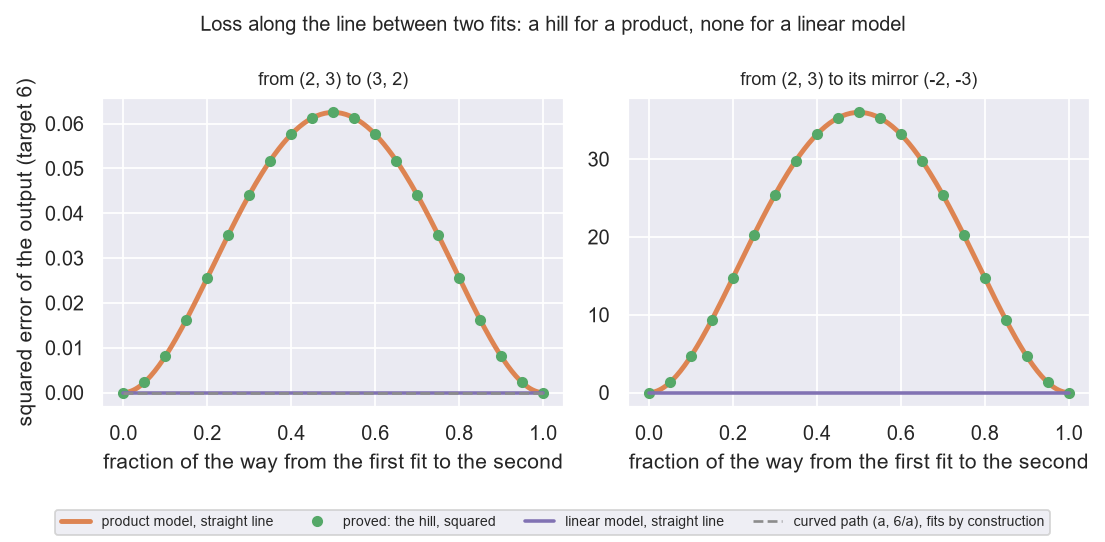 Loss along the line between two fits: a hill for a product, none for a linear model
from (2, 3) to (3, 2)
squared error of the output (target 6)
0.06
0.05
0.04
0.03
0.02
0.01
0.00
0.0 0.2 0.4 0.6 0.8 1.0
fraction of the way from the first fit to the second
from (2, 3) to its mirror (-2, -3)
30
20
10
0
0.0 0.2 0.4 0.6 0.8 1.0
fraction of the way from the first fit to the second
product model, straight line proved: the hill, squared linear model, straight line curved path (a, 6/a), fits by construction